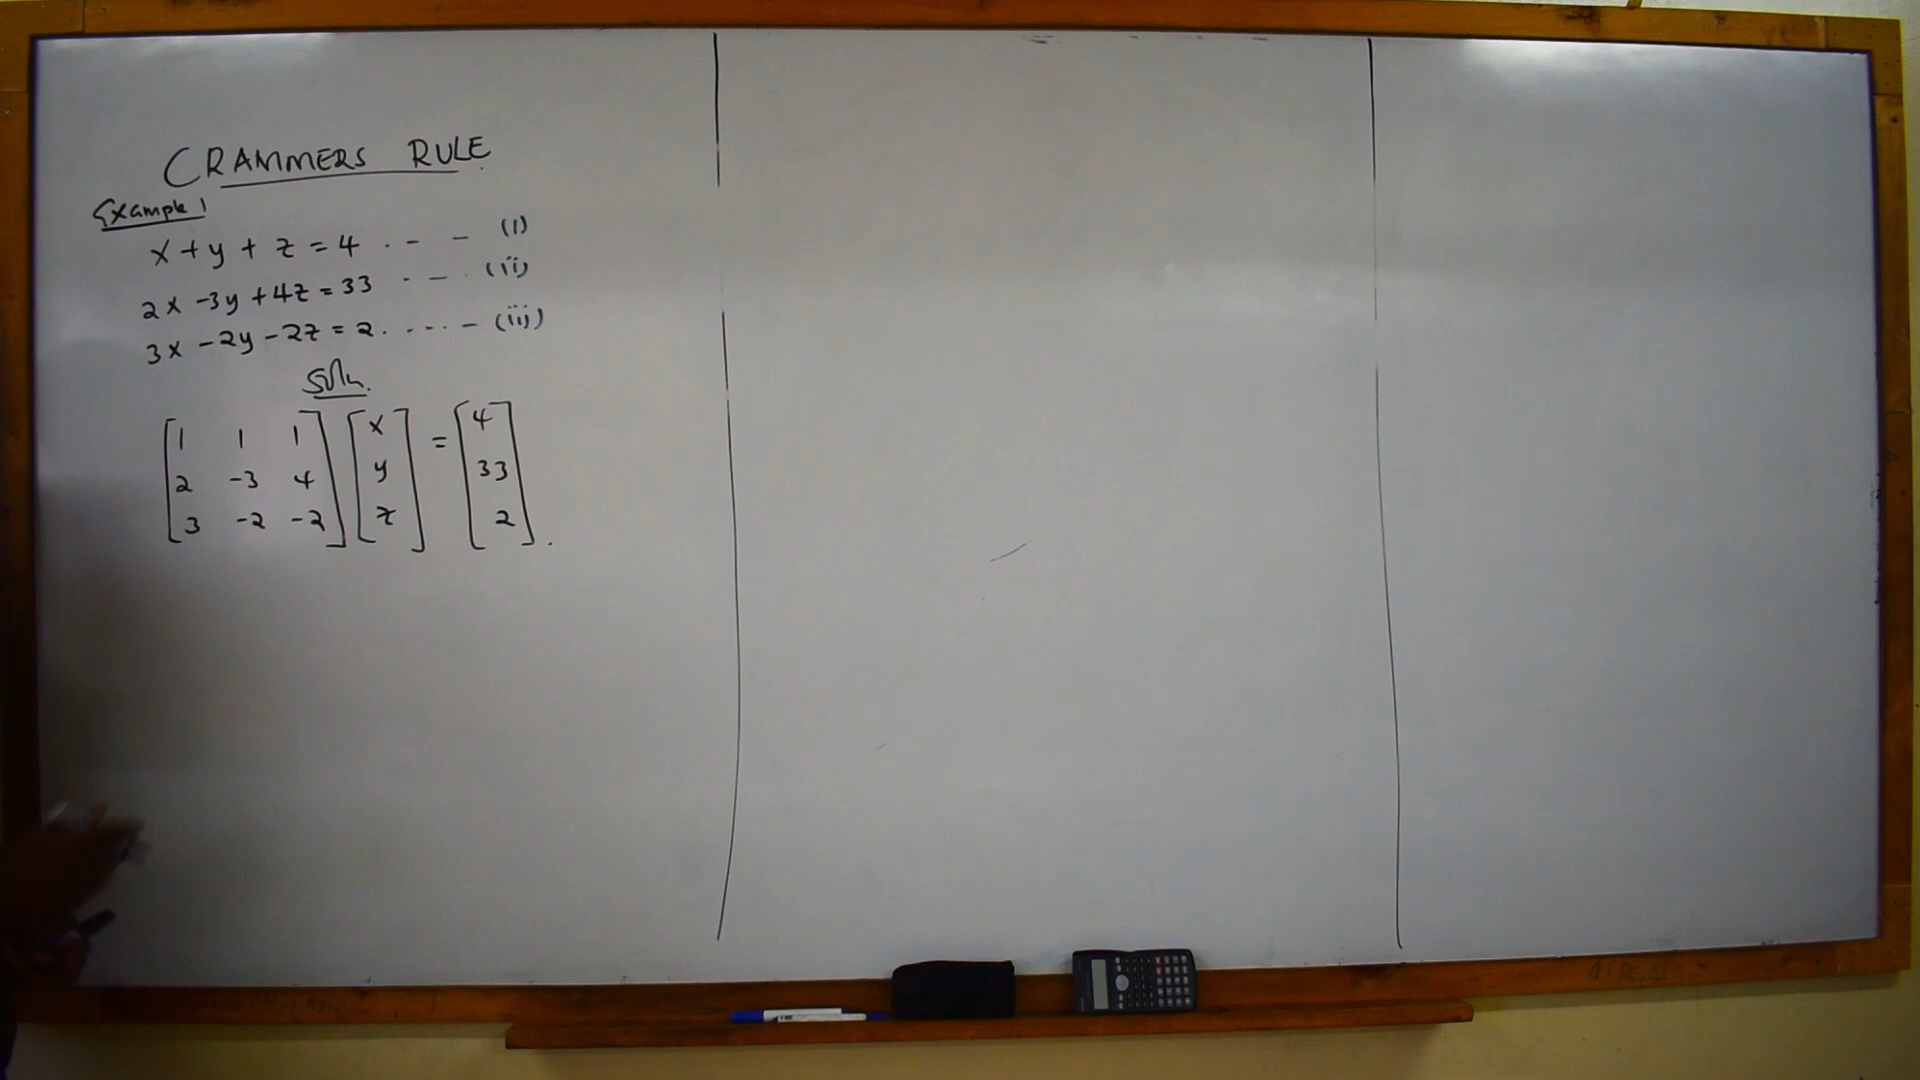 CRAMMERS RULE
Example 1
x + y + z = 4 . - - (i)
2x - 3y + 4z = 33 . - . (ii)
3x - 2y - 2z = 2 . . . . - (iii)
Soln.
[1 1 1] [x] = [4]
[2 -3 4] [y] [33]
[3 -2 -2] [z] [2].